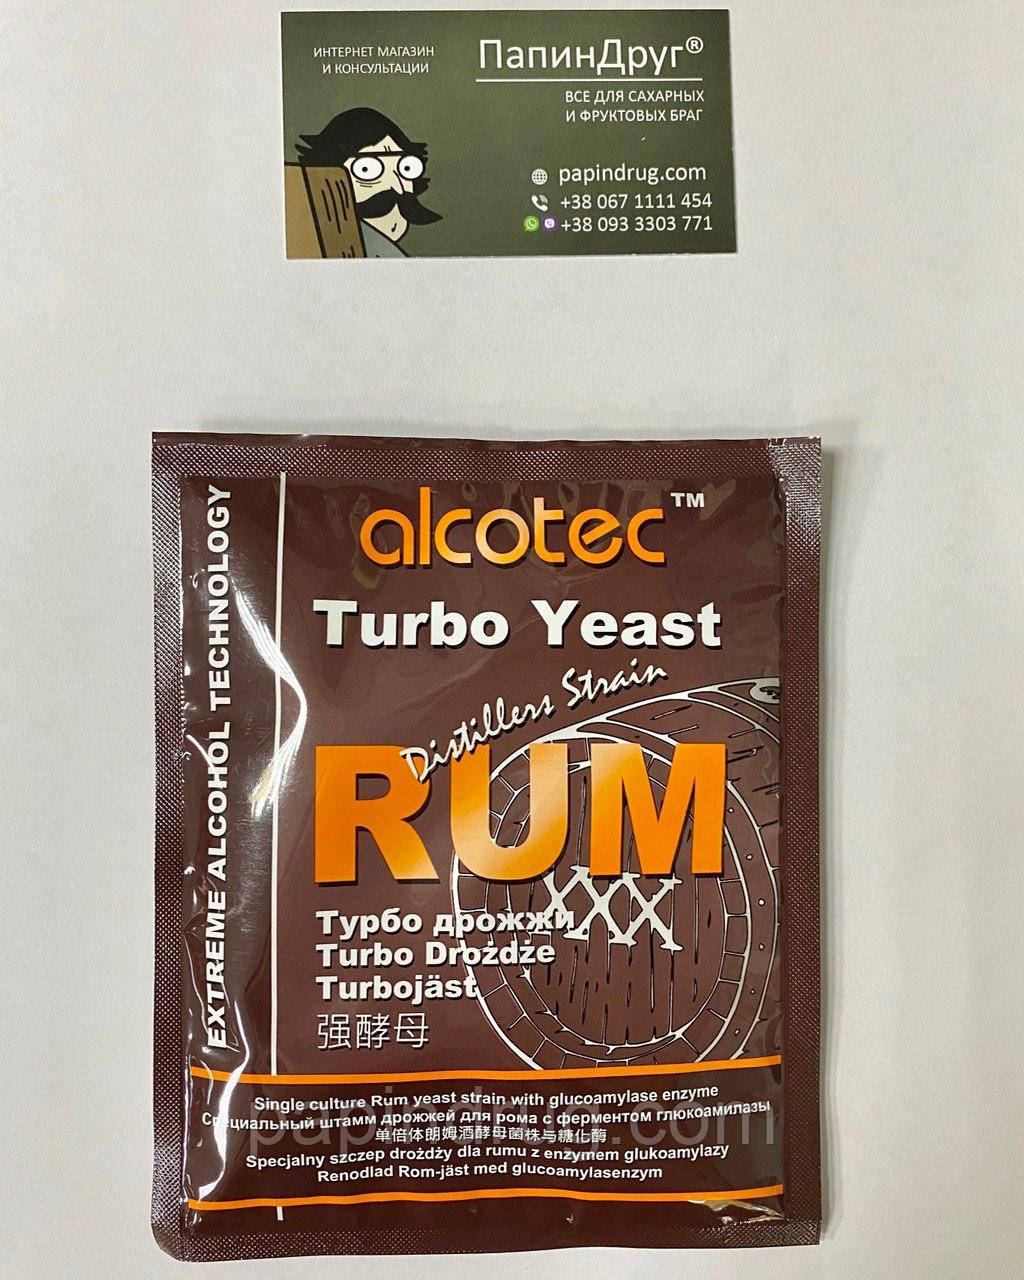 ИНТЕРНЕТ МАГАЗИН
И КОНСУЛЬТАЦИИ
ПапинДруг®
ВСЕ ДЛЯ САХАРНЫХ
И ФРУКТОВЫХ БРАГ
papindrug.com
+38 067 1111 454
+38 093 3303 771
EXTREME ALCOHOL TECHNOLOGY
alcotec™
Turbo Yeast
Distillers Strain
RUM
XXX
Турбо дрожжи
Turbo Drożdże
Turbojäst
强酵母
Single culture Rum yeast strain with glucoamylase enzyme
Специальный штамм дрожжей для рома с ферментом глюкоамилазы
单倍体朗姆酒酵母菌株与糖化酶
Specjalny szczep drożdży dla rumu z enzymem glukoamylazy
Renodlad Rom-jäst med glucoamylasenzym
papindrug.com